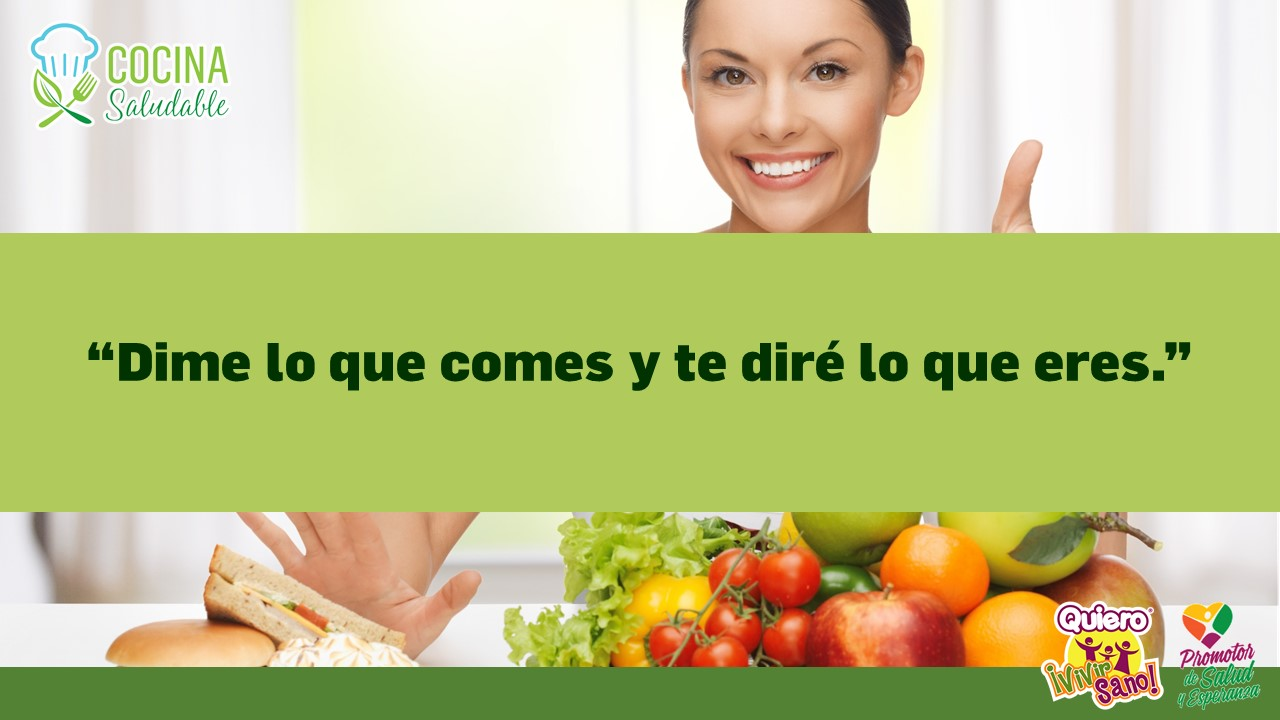 COCINA
Saludable
“Dime lo que comes y te diré lo que eres.”
Quiero
¡Vivir
Sano!
Promotor
de Salud
y Esperanza